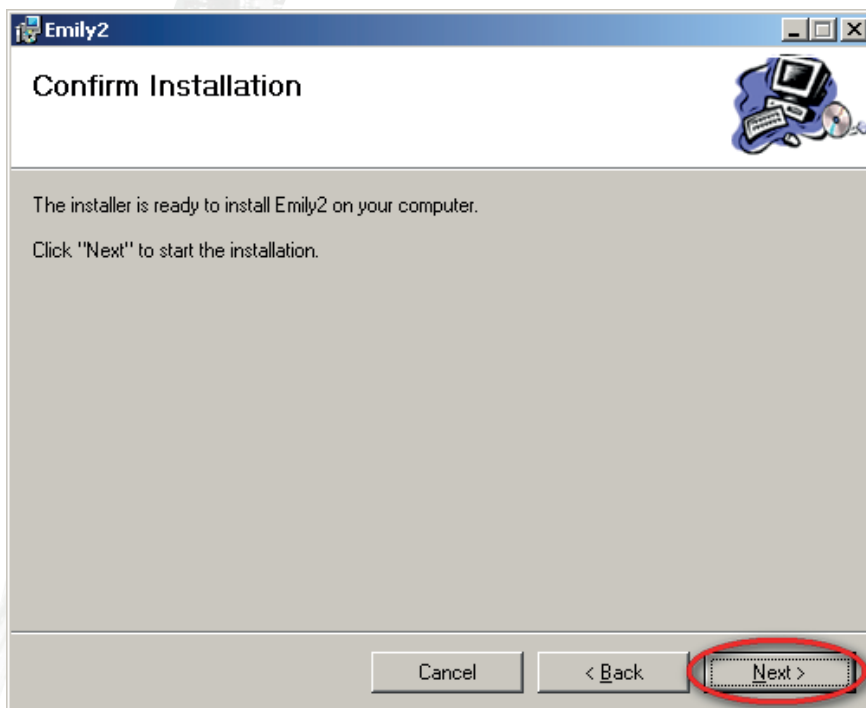 Emily2
Confirm Installation
The installer is ready to install Emily2 on your computer.
Click "Next" to start the installation.
Cancel
< Back
Next >